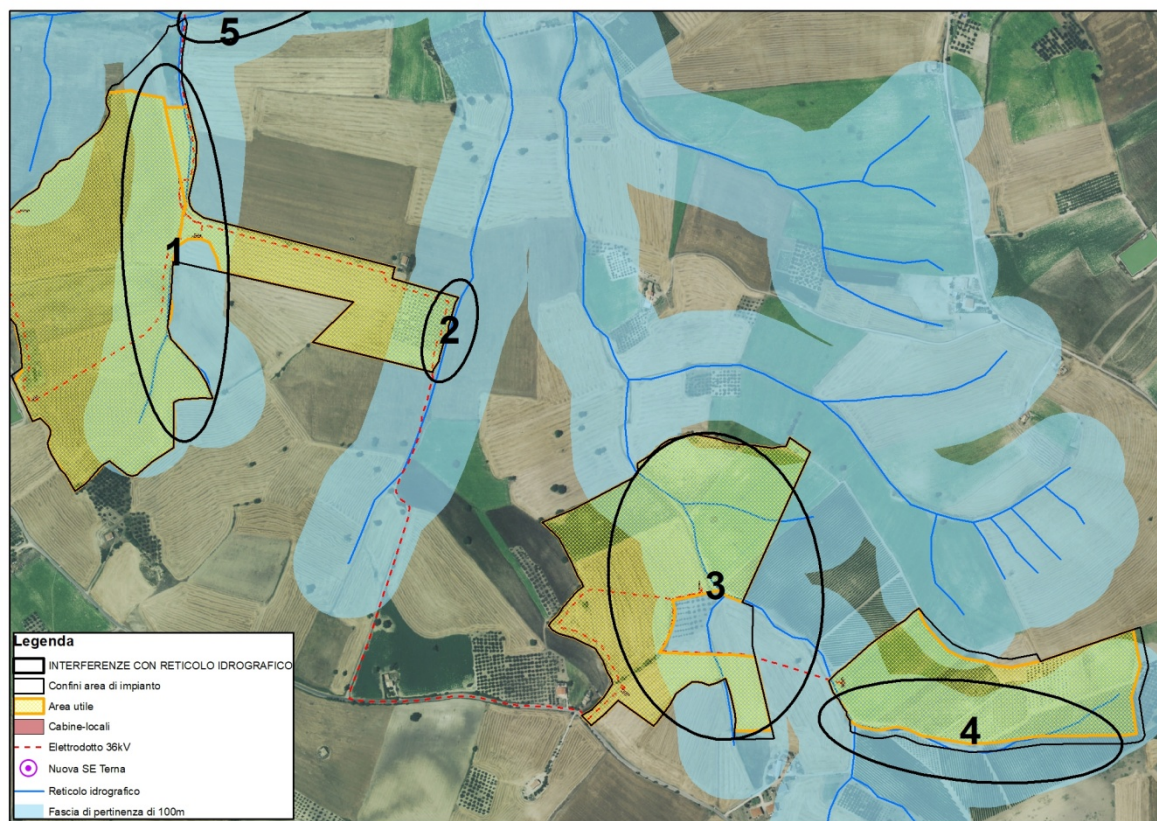 5
1
2
3
4
Legenda
INTERFERENZE CON RETICOLO IDROGRAFICO
Confini area di impianto
Area utile
Cabine-locali
Elettrodotto 36kV
Nuova SE Terna
Reticolo idrografico
Fascia di pertinenza di 100m